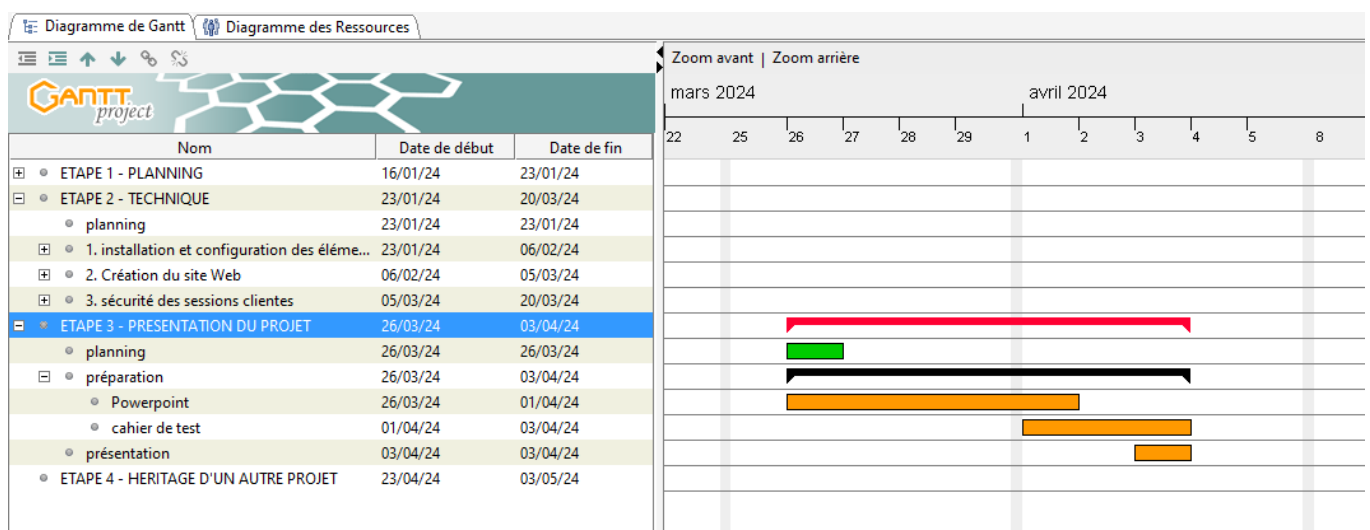 Diagramme de Gantt Diagramme des Ressources
Zoom avant | Zoom arrière
GANTT
project
mars 2024 avril 2024
22 25 26 27 28 29 1 2 3 4 5 8
Nom Date de début Date de fin
ETAPE 1 - PLANNING 16/01/24 23/01/24
ETAPE 2 - TECHNIQUE 23/01/24 20/03/24
planning 23/01/24 23/01/24
1. installation et configuration des éléme... 23/01/24 06/02/24
2. Création du site Web 06/02/24 05/03/24
3. sécurité des sessions clientes 05/03/24 20/03/24
ETAPE 3 - PRESENTATION DU PROJET 26/03/24 03/04/24
planning 26/03/24 26/03/24
préparation 26/03/24 03/04/24
Powerpoint 26/03/24 01/04/24
cahier de test 01/04/24 03/04/24
présentation 03/04/24 03/04/24
ETAPE 4 - HERITAGE D'UN AUTRE PROJET 23/04/24 03/05/24